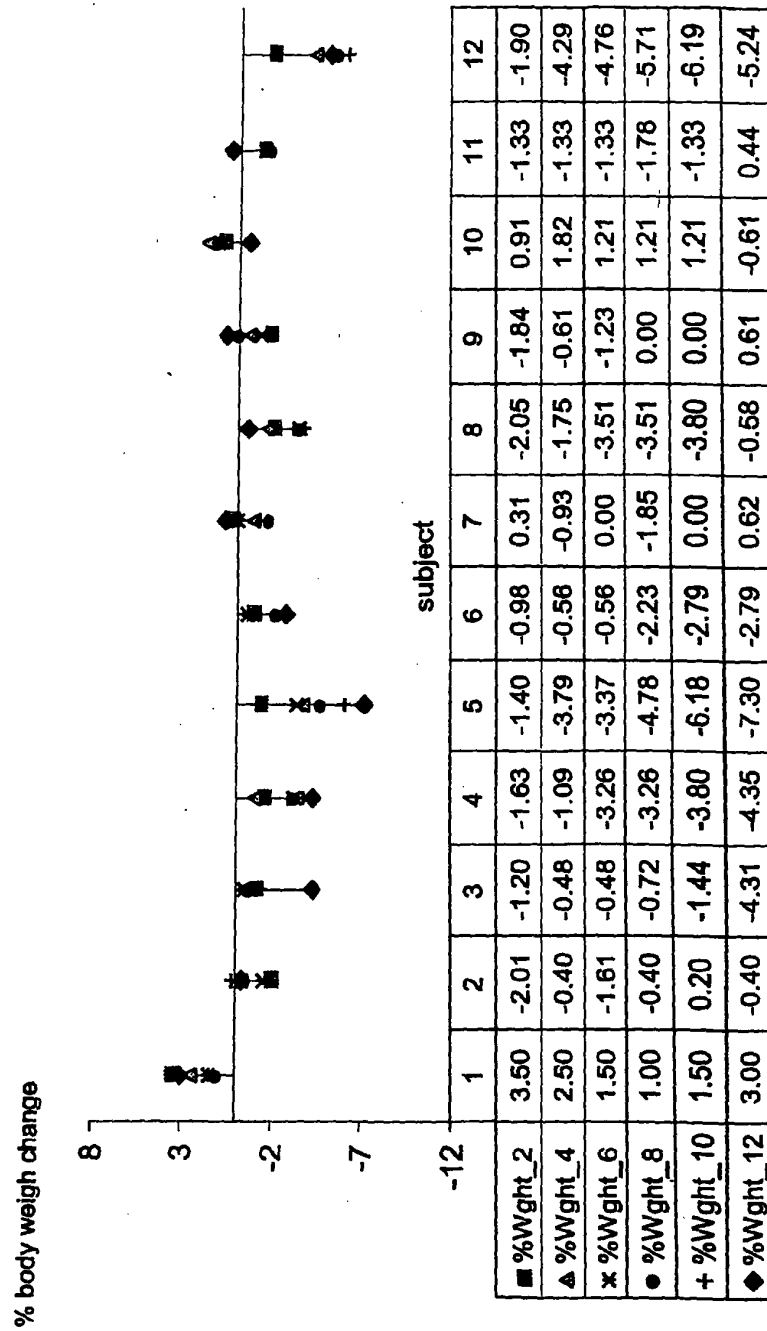 % body weigh change
8
3
-2
-7
-12
subject
1 2 3 4 5 6 7 8 9 10 11 12
■ %Wght_2 3.50 -2.01 -1.20 -1.63 -1.40 -0.98 0.31 -2.05 -1.84 0.91 -1.33 -1.90
▲ %Wght_4 2.50 -0.40 -0.48 -1.09 -3.79 -0.56 -0.93 -1.75 -0.61 1.82 -1.33 -4.29
✕ %Wght_6 1.50 -1.61 -0.48 -3.26 -3.37 -0.56 0.00 -3.51 -1.23 1.21 -1.33 -4.76
● %Wght_8 1.00 -0.40 -0.72 -3.26 -4.78 -2.23 -1.85 -3.51 0.00 1.21 -1.78 -5.71
+ %Wght_10 1.50 0.20 -1.44 -3.80 -6.18 -2.79 0.00 -3.80 0.00 1.21 -1.33 -6.19
◆ %Wght_12 3.00 -0.40 -4.31 -4.35 -7.30 -2.79 0.62 -0.58 0.61 -0.61 0.44 -5.24